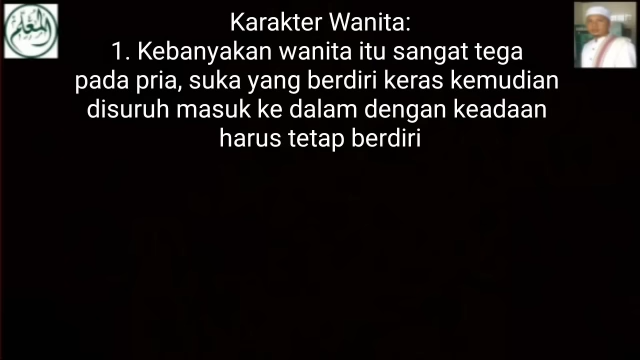 المعلم
Karakter Wanita:
1. Kebanyakan wanita itu sangat tega
pada pria, suka yang berdiri keras kemudian
disuruh masuk ke dalam dengan keadaan
harus tetap berdiri